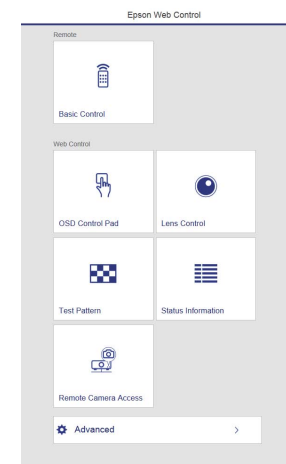 Epson Web Control
Remote
Basic Control
Web Control
OSD Control Pad
Lens Control
Test Pattern
Status Information
Remote Camera Access
Advanced